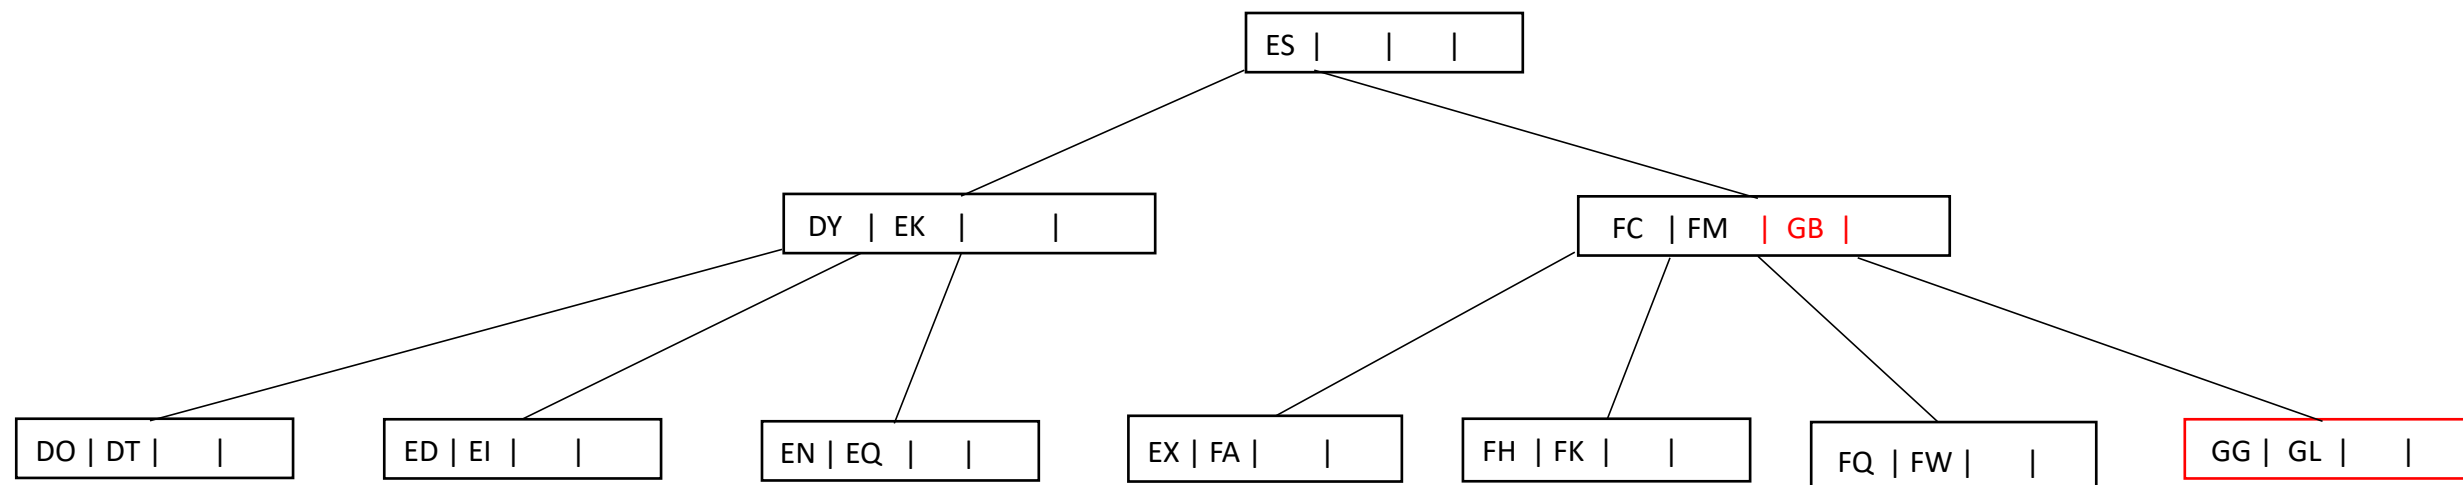 ES | | |
DY | EK | |
FC | FM | GB |
DO | DT | |
ED | EI | |
EN | EQ | |
EX | FA | |
FH | FK | |
FQ | FW | |
GG | GL | |